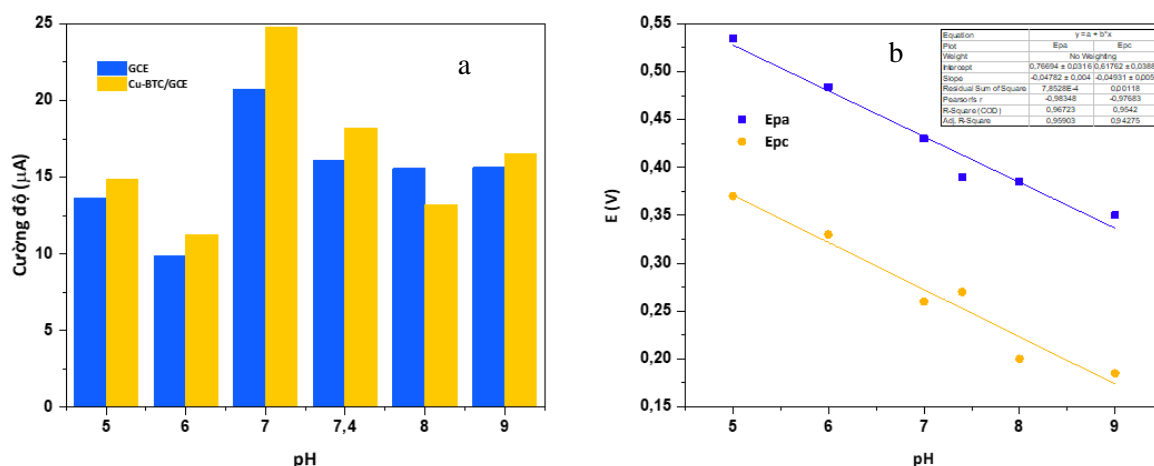 25
20
15
10
5
0
Cường độ (µA)
GCE
Cu-BTC/GCE
a
5 6 7 7,4 8 9
pH
0,55
0,50
0,45
0,40
0,35
0,30
0,25
0,20
0,15
E (V)
b
Epa
Epc
Equation y = a + b*x
Plot Epa Epc
Weight No Weighting
Intercept 0,76694 ± 0,0316 0,61762 ± 0,0388
Slope -0,04782 ± 0,004 -0,04931 ± 0,005
Residual Sum of Square 7,8528E-4 0,00118
Pearson's r -0,98348 -0,97683
R-Square (COD) 0,96723 0,9542
Adj. R-Square 0,95903 0,94275
5 6 7 8 9
pH